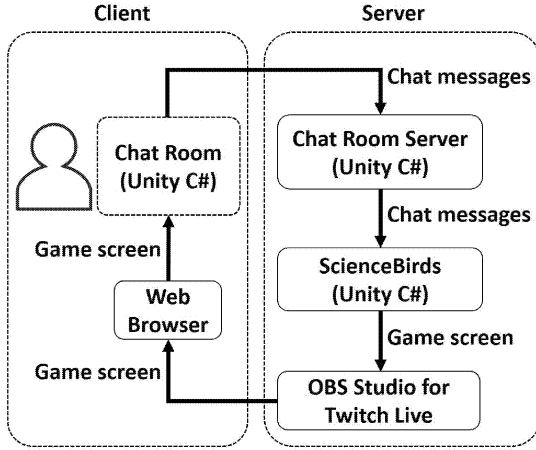 Client
Server
Chat messages
Chat Room
(Unity C#)
Chat Room Server
(Unity C#)
Chat messages
Game screen
ScienceBirds
(Unity C#)
Web
Browser
Game screen
Game screen
OBS Studio for
Twitch Live